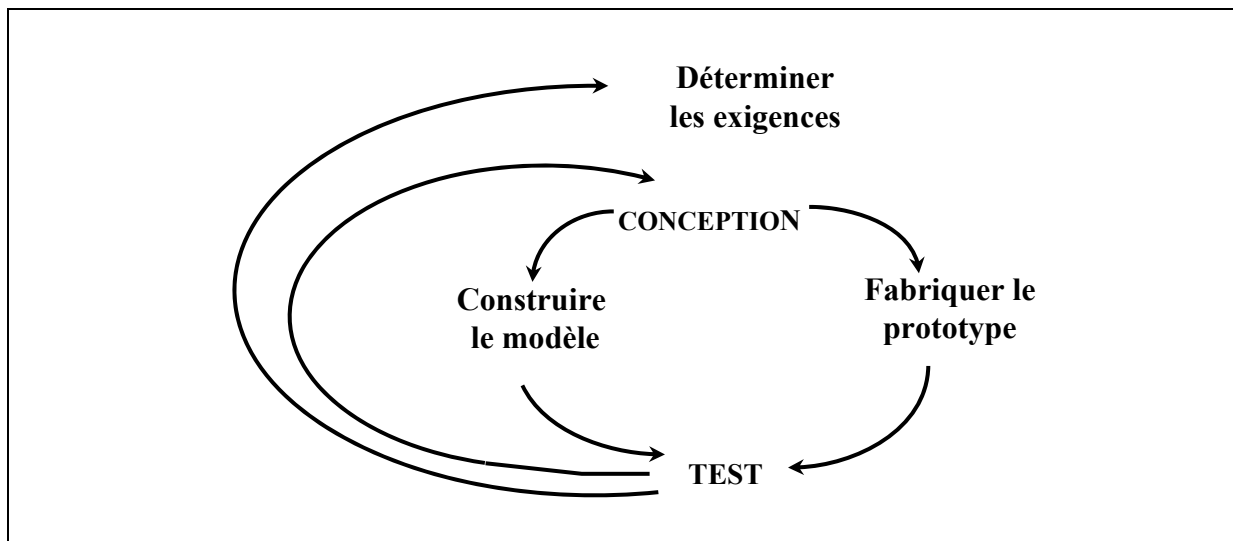 Déterminer
les exigences
CONCEPTION
Construire
le modèle
Fabriquer le
prototype
TEST